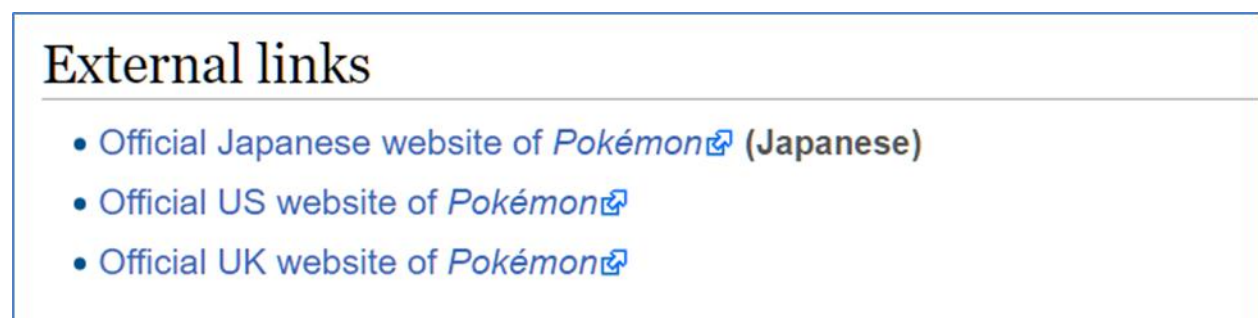 External links
Official Japanese website of Pokémon (Japanese)
Official US website of Pokémon
Official UK website of Pokémon